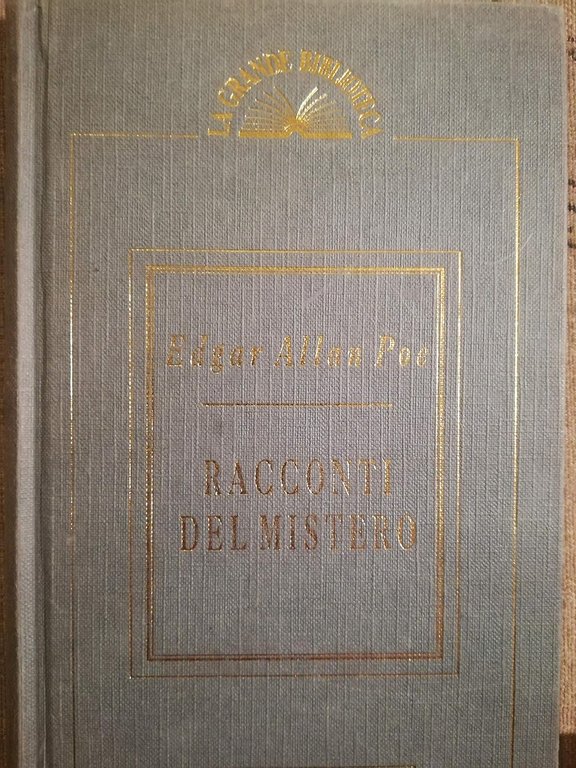 LA GRANDE BIBLIOTECA
Edgar Allan Poe
RACCONTI
DEL MISTERO